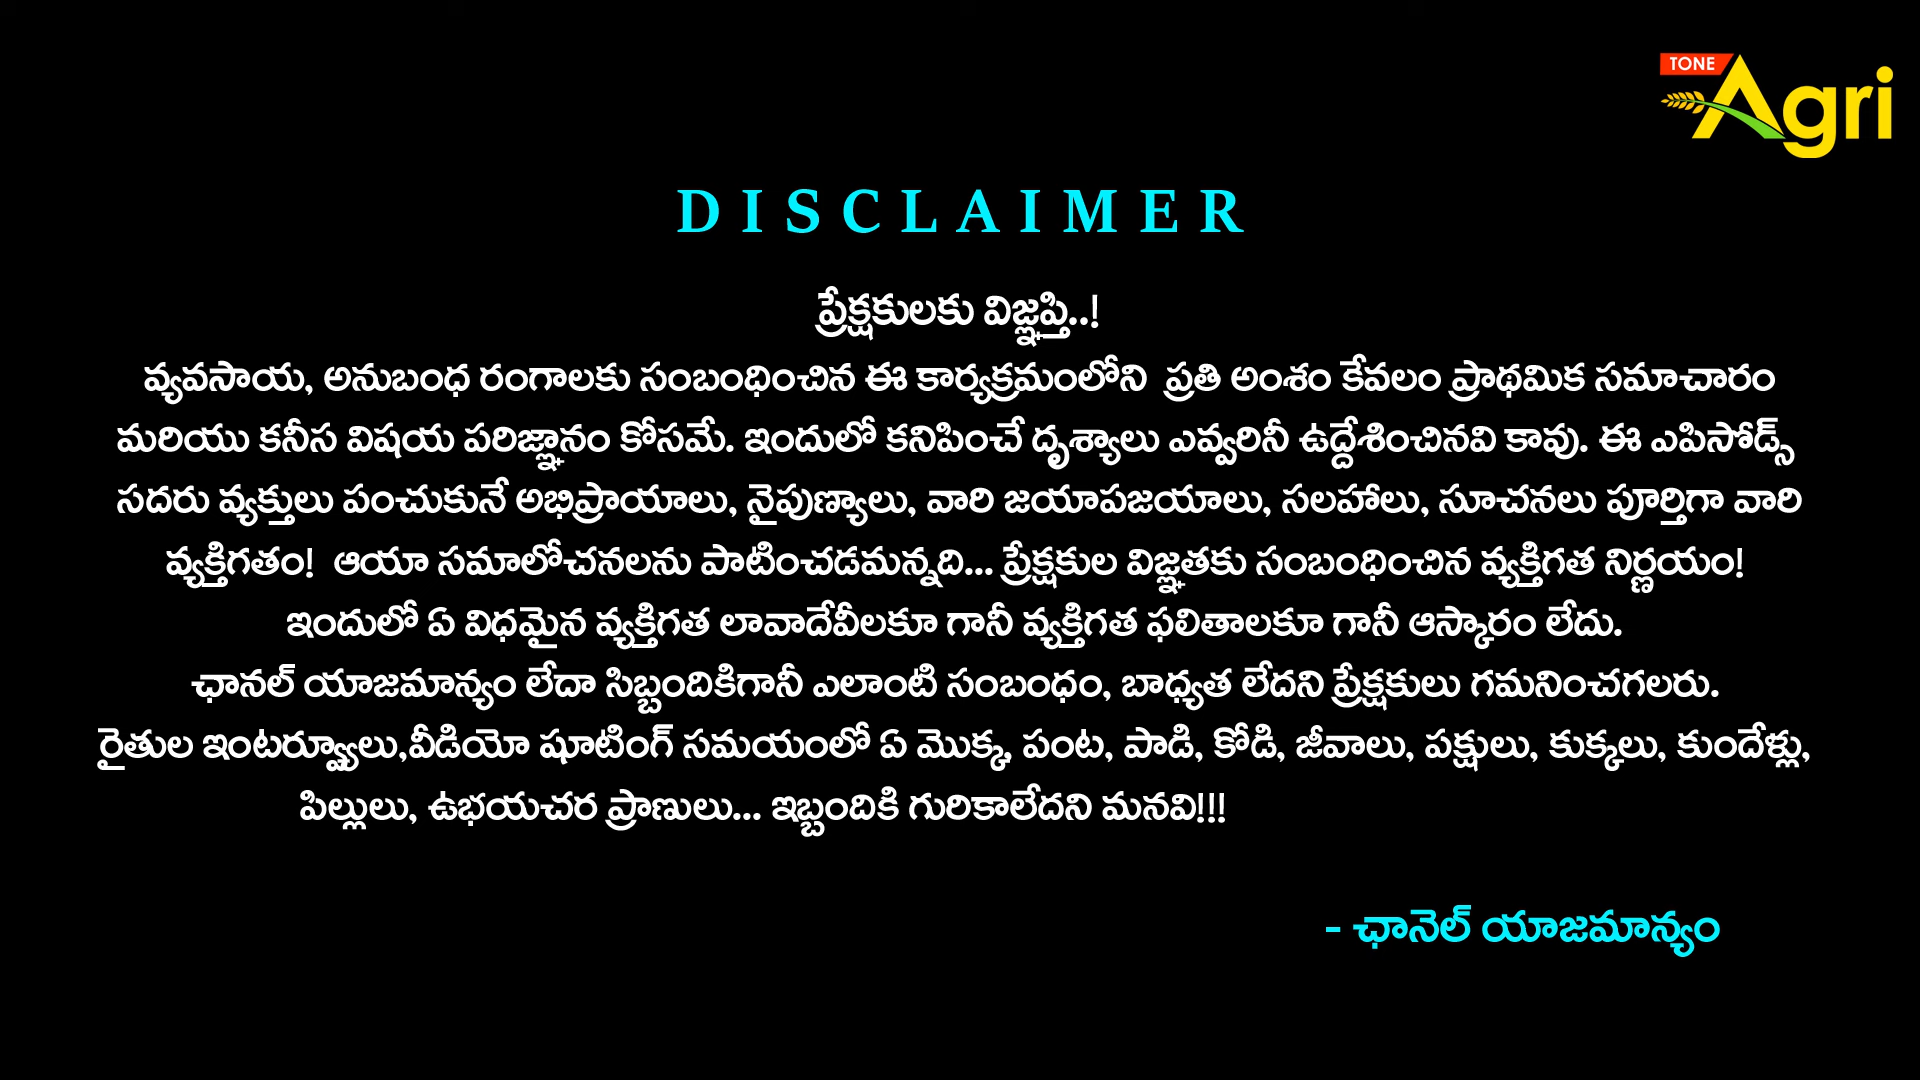 TONE
Agri
DISCLAIMER
ప్రేక్షకులకు విజ్ఞప్తి..!
వ్యవసాయ, అనుబంధ రంగాలకు సంబంధించిన ఈ కార్యక్రమంలోని ప్రతి అంశం కేవలం ప్రాథమిక సమాచారం
మరియు కనీస విషయ పరిజ్ఞానం కోసమే. ఇందులో కనిపించే దృశ్యాలు ఎవ్వరినీ ఉద్దేశించినవి కావు. ఈ ఎపిసోడ్స్
సదరు వ్యక్తులు పంచుకునే అభిప్రాయాలు, నైపుణ్యాలు, వారి జయాపజయాలు, సలహాలు, సూచనలు పూర్తిగా వారి
వ్యక్తిగతం! ఆయా సమాలోచనలను పాటించడమన్నది... ప్రేక్షకుల విజ్ఞతకు సంబంధించిన వ్యక్తిగత నిర్ణయం!
ఇందులో ఏ విధమైన వ్యక్తిగత లావాదేవీలకూ గానీ వ్యక్తిగత ఫలితాలకూ గానీ ఆస్కారం లేదు.
ఛానల్ యాజమాన్యం లేదా సిబ్బందికిగానీ ఎలాంటి సంబంధం, బాధ్యత లేదని ప్రేక్షకులు గమనించగలరు.
రైతుల ఇంటర్వ్యూలు,వీడియో షూటింగ్ సమయంలో ఏ మొక్క, పంట, పాడి, కోడి, జీవాలు, పక్షులు, కుక్కలు, కుందేళ్లు,
పిల్లులు, ఉభయచర ప్రాణులు... ఇబ్బందికి గురికాలేదని మనవి!!!
- ఛానెల్ యాజమాన్యం